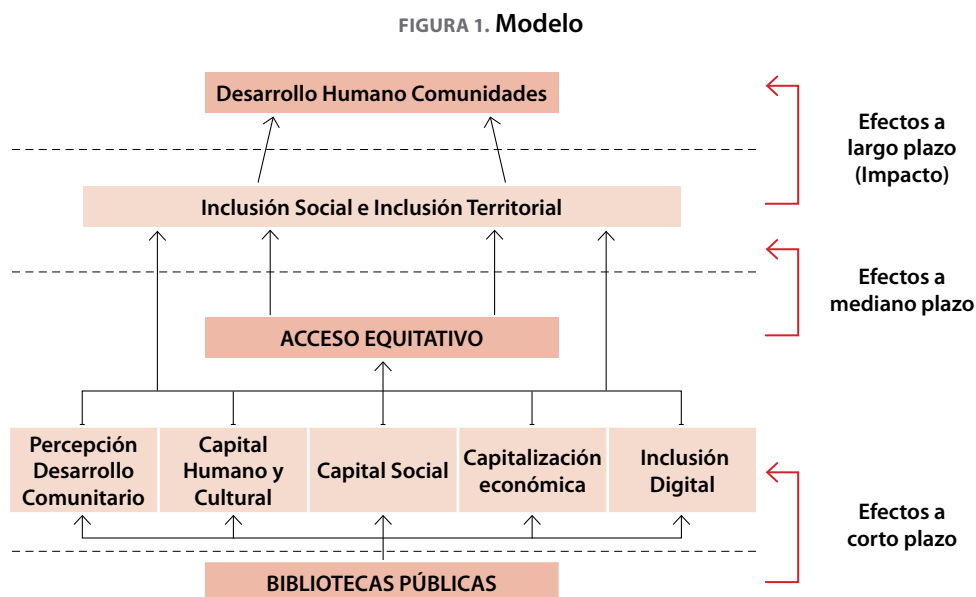 FIGURA 1. Modelo
Desarrollo Humano Comunidades
Efectos a
largo plazo
(Impacto)
Inclusión Social e Inclusión Territorial
Efectos a
mediano plazo
ACCESO EQUITATIVO
Percepción
Desarrollo
Comunitario
Capital
Humano y
Cultural
Capital Social
Capitalización
económica
Inclusión
Digital
Efectos a
corto plazo
BIBLIOTECAS PÚBLICAS